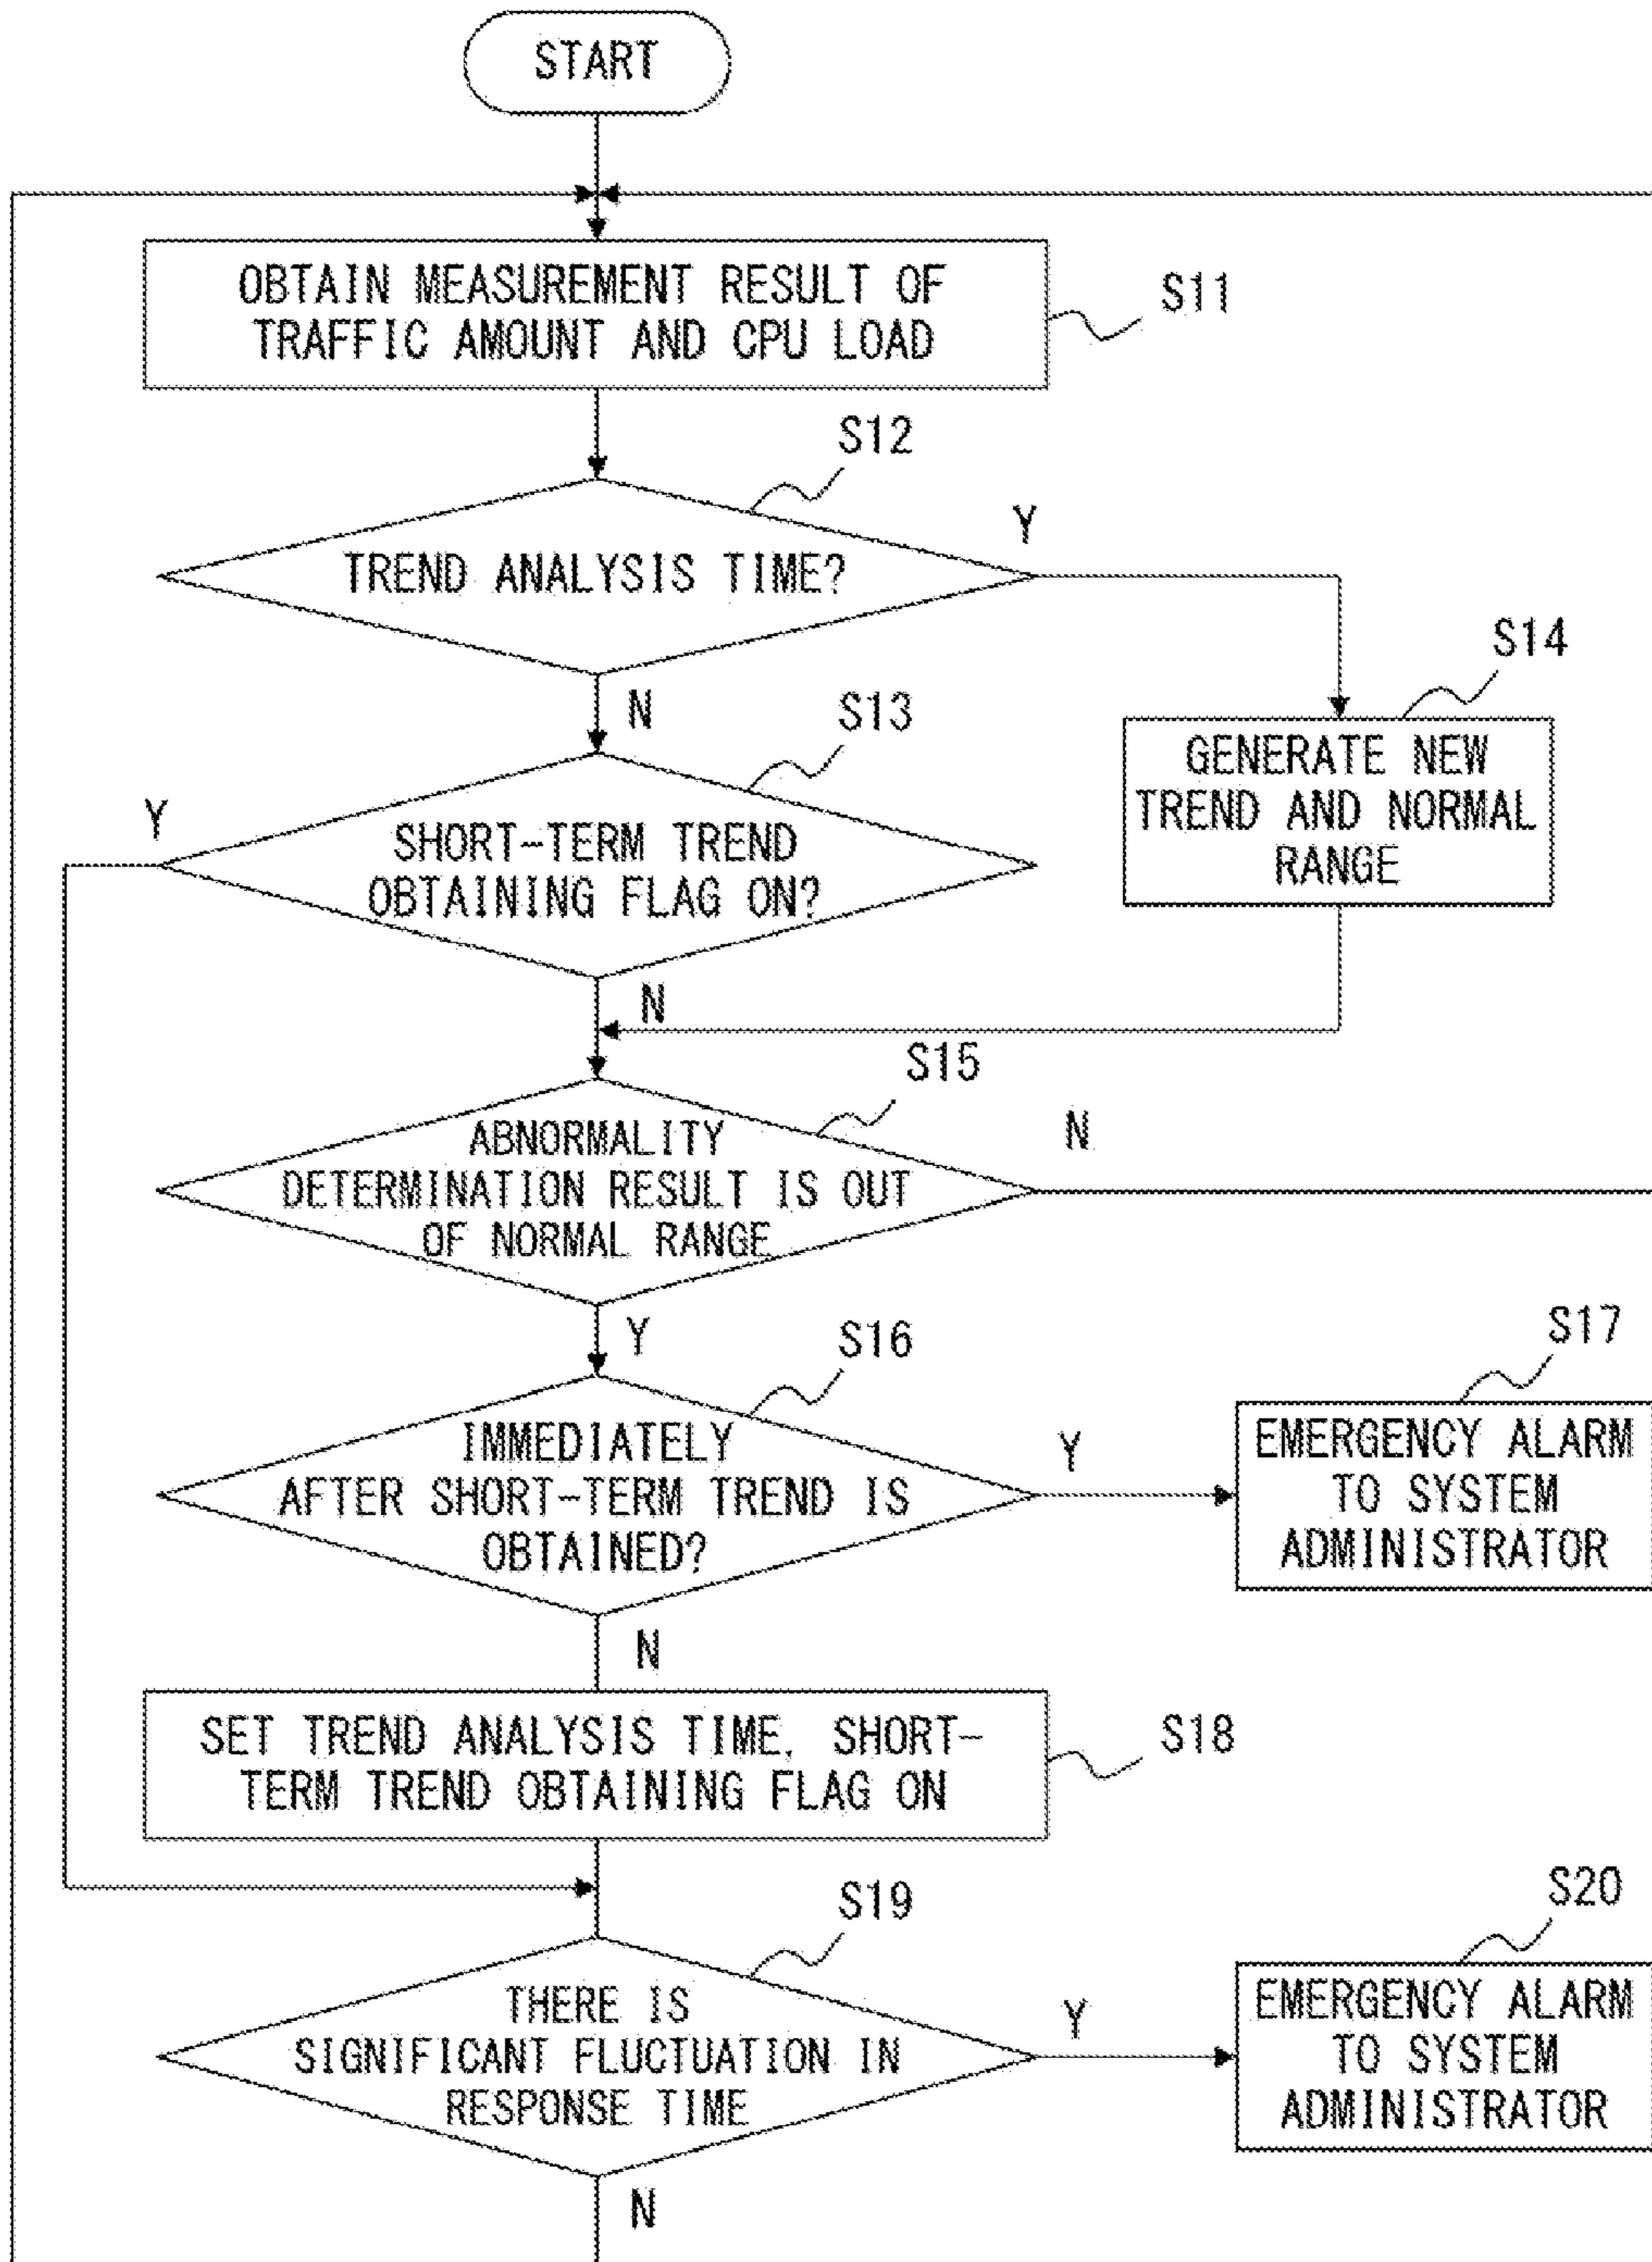 START
OBTAIN MEASUREMENT RESULT OF
TRAFFIC AMOUNT AND CPU LOAD
S11
S12
TREND ANALYSIS TIME?
Y
N
S13
S14
GENERATE NEW
TREND AND NORMAL
RANGE
Y
SHORT-TERM TREND
OBTAINING FLAG ON?
N
S15
ABNORMALITY
DETERMINATION RESULT IS OUT
OF NORMAL RANGE
N
Y
S16
S17
IMMEDIATELY
AFTER SHORT-TERM TREND IS
OBTAINED?
Y
EMERGENCY ALARM
TO SYSTEM
ADMINISTRATOR
N
SET TREND ANALYSIS TIME, SHORT-
TERM TREND OBTAINING FLAG ON
S18
S19
S20
THERE IS
SIGNIFICANT FLUCTUATION IN
RESPONSE TIME
Y
EMERGENCY ALARM
TO SYSTEM
ADMINISTRATOR
N